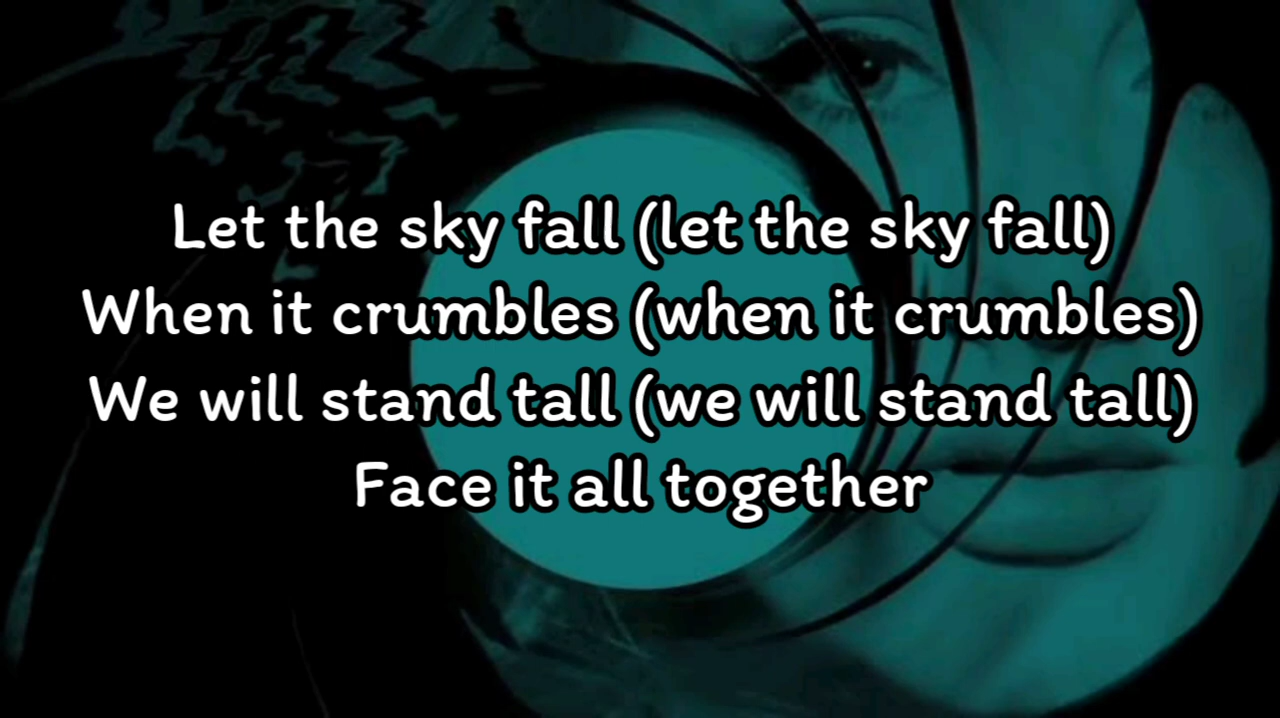 Let the sky fall (let the sky fall)
When it crumbles (when it crumbles)
We will stand tall (we will stand tall)
Face it all together